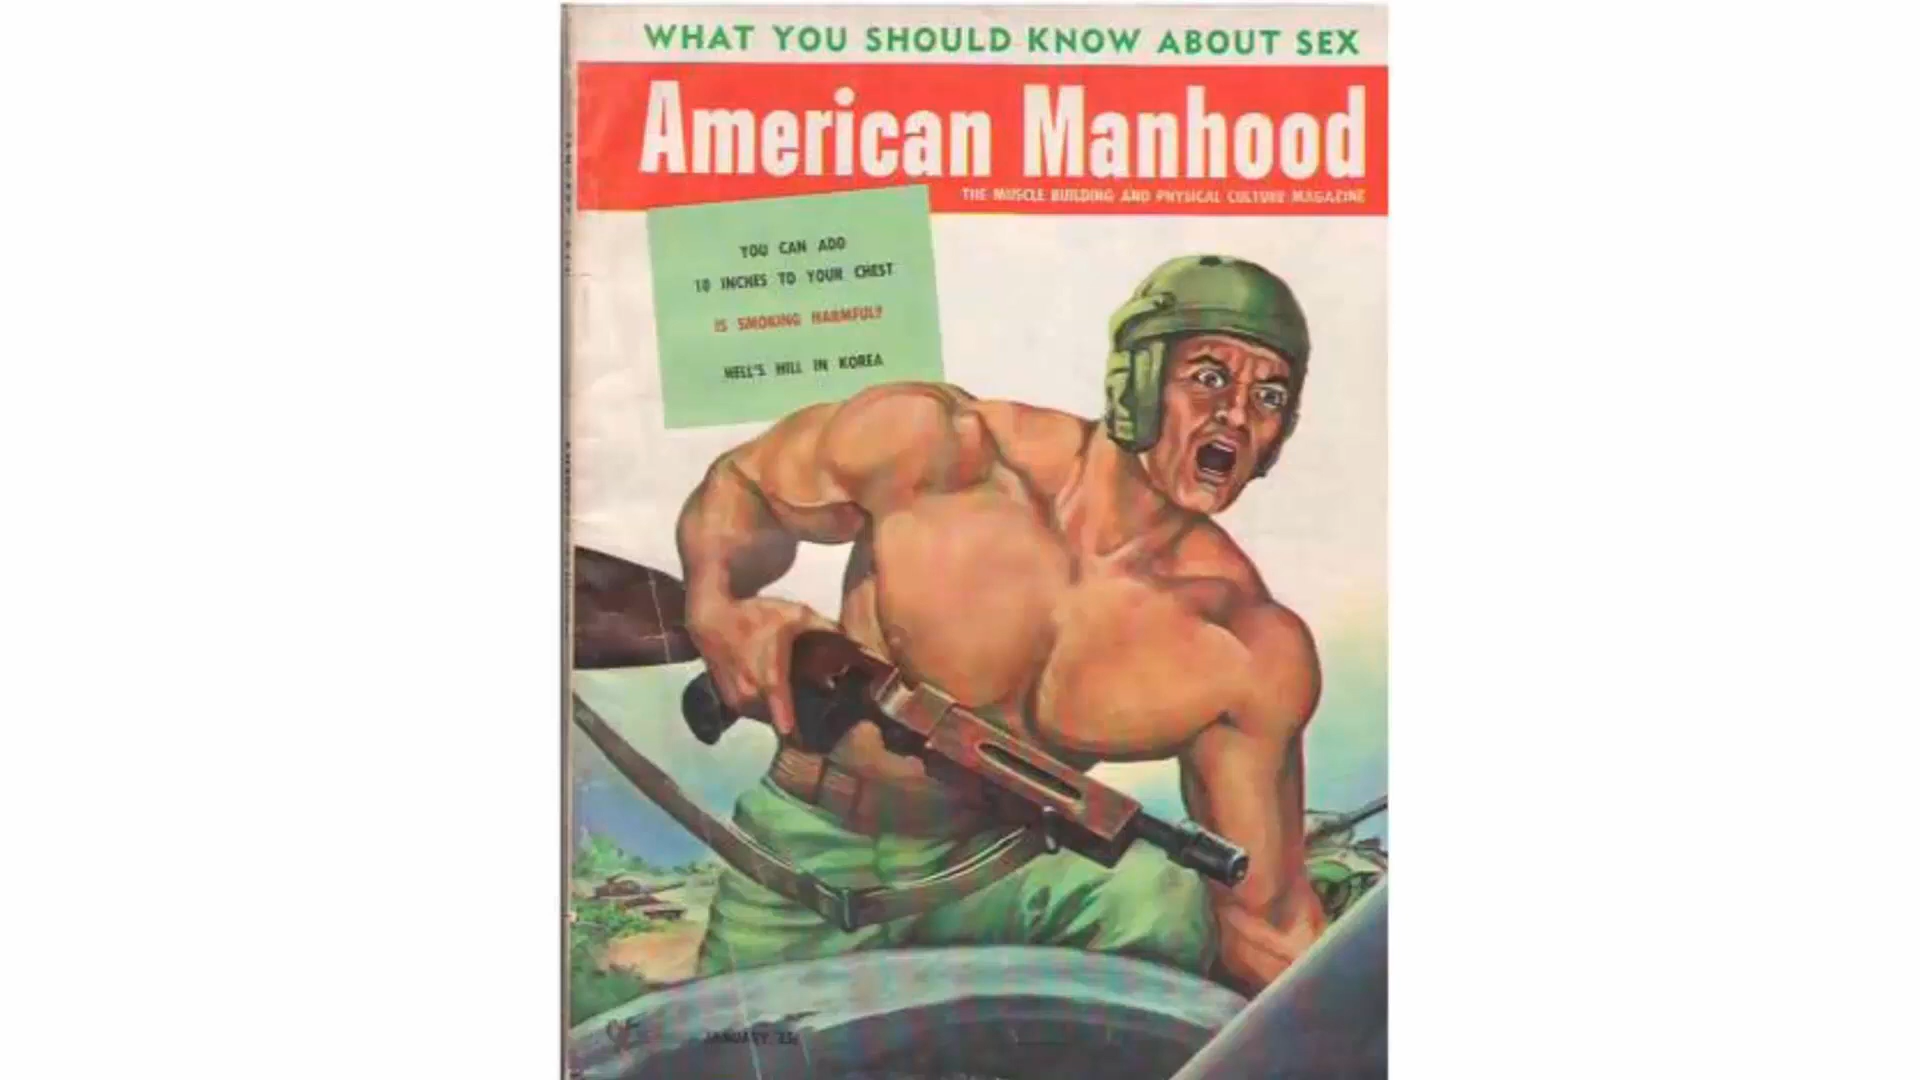 WHAT YOU SHOULD KNOW ABOUT SEX
American Manhood
THE MUSCLE BUILDING AND PHYSICAL CULTURE MAGAZINE
YOU CAN ADD
10 INCHES TO YOUR CHEST
IS SMOKING HARMFUL?
HELL'S HILL IN KOREA
JANUARY